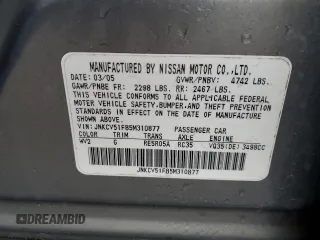 MANUFACTURED BY NISSAN MOTOR CO.,LTD.
DATE: 03/05 GVWR/PNBV: 4742 LBS.
GAWR/PNBE FR: 2298 LBS. RR: 2467 LBS.
THIS VEHICLE CONFORMS TO ALL APPLICABLE FEDERAL
MOTOR VEHICLE SAFETY,BUMPER,AND THEFT PREVENTION
STANDARDS IN EFFECT ON THE DATE OF MANUFACTURE
SHOWN ABOVE.
VIN: JNKCV51F85M310877 PASSENGER CAR
COLOR TRIM TRANS AXLE ENGINE
WV2 G RE5R05A RC35 VQ35(DE) 3498CC
JNKCV51F85M310877
AUTOBIDMASTER